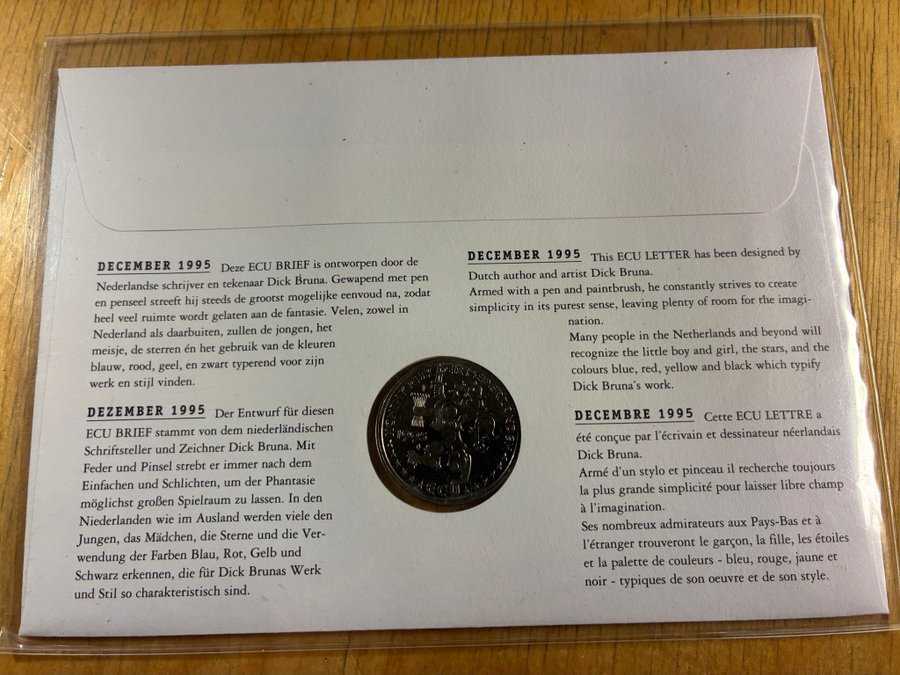 DECEMBER 1995 Deze ECU BRIEF is ontworpen door de
Nederlandse schrijver en tekenaar Dick Bruna. Gewapend met pen
en penseel streeft hij steeds de grootst mogelijke eenvoud na, zodat
heel veel ruimte wordt gelaten aan de fantasie. Velen, zowel in
Nederland als daarbuiten, zullen de jongen, het
meisje, de sterren én het gebruik van de kleuren
blauw, rood, geel, en zwart typerend voor zijn
werk en stijl vinden.
DEZEMBER 1995 Der Entwurf für diesen
ECU BRIEF stammt von dem niederländischen
Schriftsteller und Zeichner Dick Bruna. Mit
Feder und Pinsel strebt er immer nach dem
Einfachen und Schlichten, um der Phantasie
möglichst großen Spielraum zu lassen. In den
Niederlanden wie im Ausland werden viele den
Jungen, das Mädchen, die Sterne und die Ver-
wendung der Farben Blau, Rot, Gelb und
Schwarz erkennen, die für Dick Brunas Werk
und Stil so charakteristisch sind.
DECEMBER 1995 This ECU LETTER has been designed by
Dutch author and artist Dick Bruna.
Armed with a pen and paintbrush, he constantly strives to create
simplicity in its purest sense, leaving plenty of room for the imagi-
nation.
Many people in the Netherlands and beyond will
recognize the little boy and girl, the stars, and the
colours blue, red, yellow and black which typify
Dick Bruna's work.
DECEMBRE 1995 Cette ECU LETTRE a
été conçue par l'écrivain et dessinateur néerlandais
Dick Bruna.
Armé d'un stylo et pinceau il recherche toujours
la plus grande simplicité pour laisser libre champ
à l'imagination.
Ses nombreux admirateurs aux Pays-Bas et à
l'étranger trouveront le garçon, la fille, les étoiles
et la palette de couleurs - bleu, rouge, jaune et
noir - typiques de son oeuvre et de son style.
1995
ECU